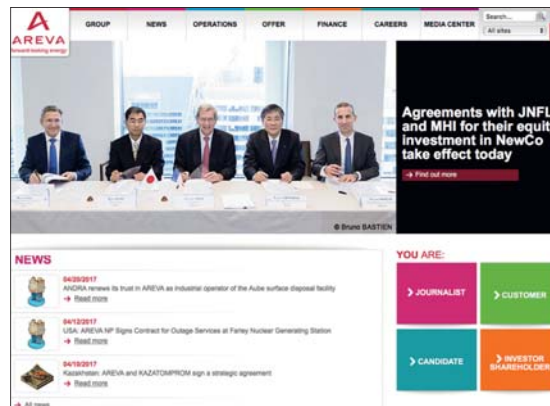 AREVA
forward-looking energy
GROUP
NEWS
OPERATIONS
OFFER
FINANCE
CAREERS
MEDIA CENTER
Search...
All sites
Agreements with JNFL
and MHI for their equit
investment in NewCo
take effect today
→ Find out more
© Bruno BASTIEN
NEWS
04/20/2017
ANDRA renews its trust in AREVA as industrial operator of the Aube surface disposal facility
→ Read more
04/12/2017
USA: AREVA NP Signs Contract for Outage Services at Farley Nuclear Generating Station
→ Read more
04/10/2017
Kazakhstan: AREVA and KAZATOMPROM sign a strategic agreement
→ Read more
→ All news
YOU ARE:
JOURNALIST
CUSTOMER
CANDIDATE
INVESTOR
SHAREHOLDER